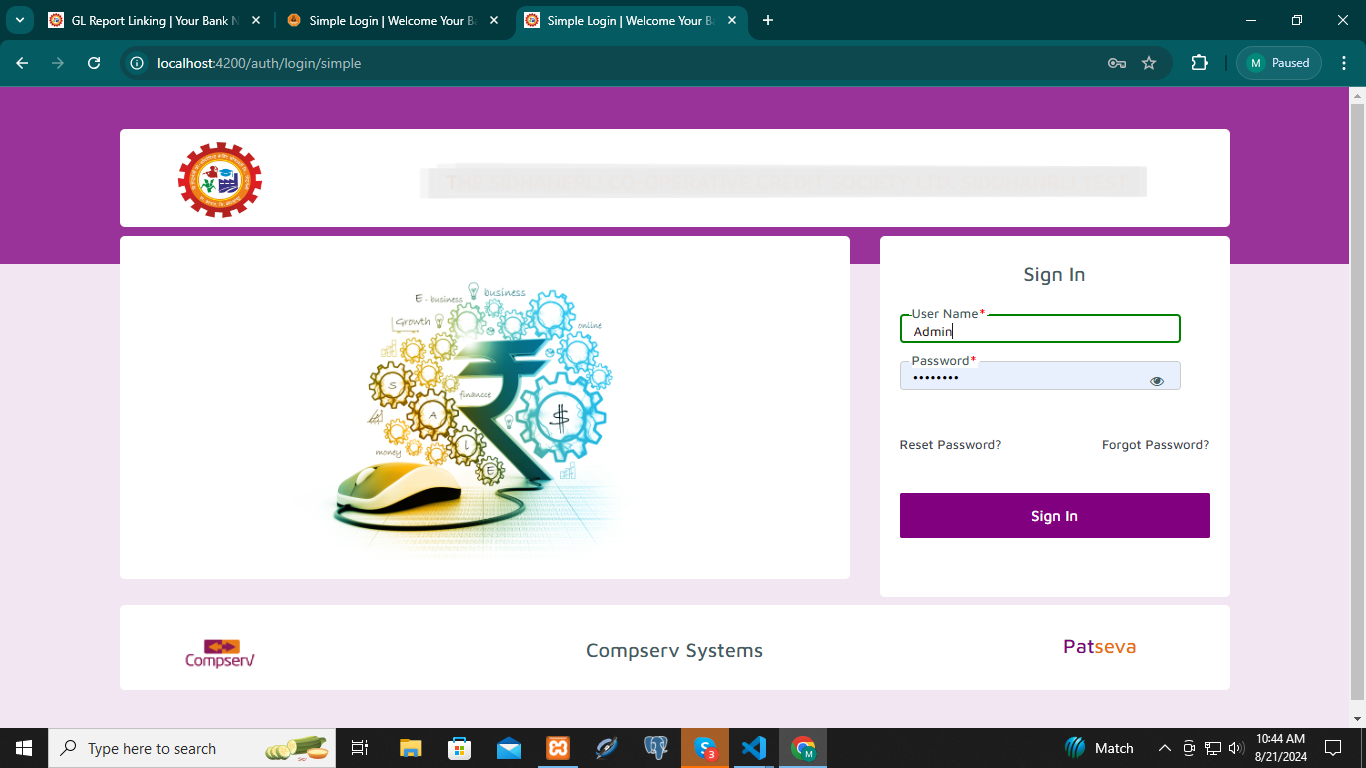 GL Report Linking | Your Bank N
Simple Login | Welcome Your B
Simple Login | Welcome Your B
localhost:4200/auth/login/simple
M Paused
Sign In
User Name*
Admin
Password*
••••••••
Reset Password? Forgot Password?
Sign In
E - business
business
Growth
online
S
financce
A
$
L
money
E
Compserv
Compserv Systems
Patseva
Type here to search
3
M
Match
10:44 AM
8/21/2024